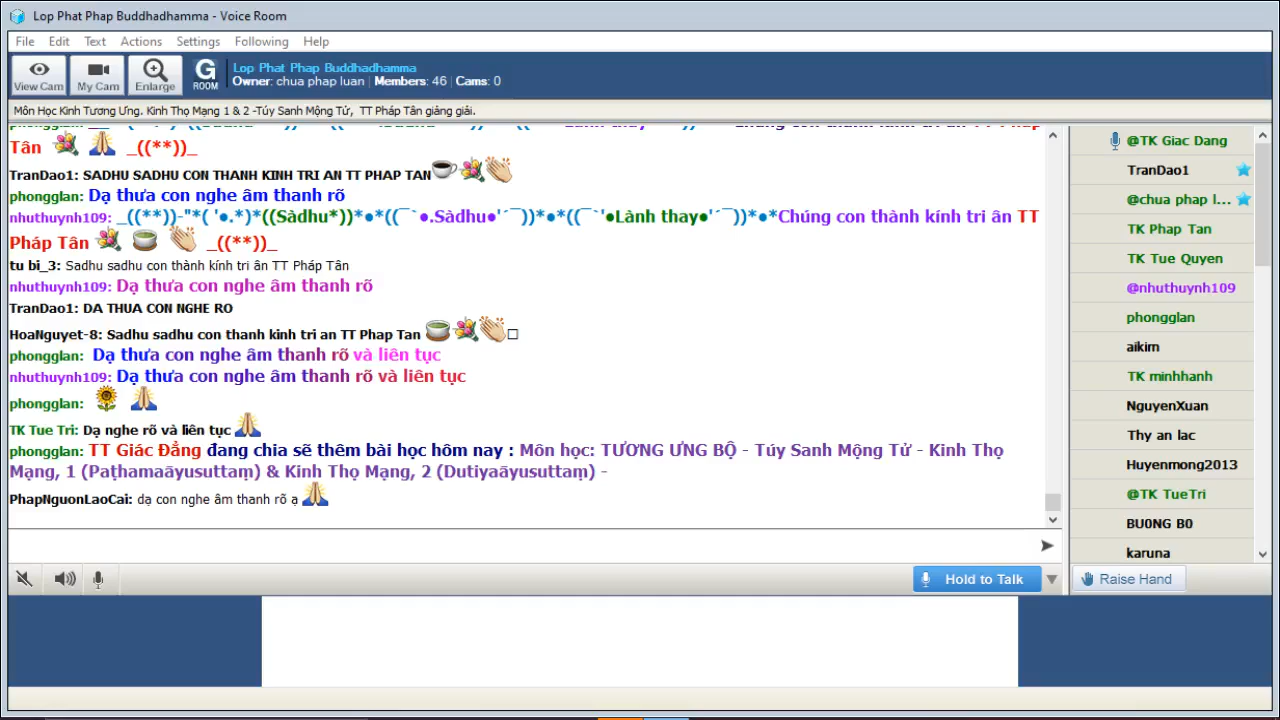 Lop Phat Phap Buddhadhamma - Voice Room
File Edit Text Actions Settings Following Help
View Cam My Cam Enlarge G ROOM
Lop Phat Phap Buddhadhamma
Owner: chua phap luan | Members: 46 | Cams: 0
Môn Học Kinh Tương Ưng. Kinh Thọ Mạng 1 & 2 -Túy Sanh Mộng Tử, TT Pháp Tân giảng giải.
Tân _((**))_
TranDao1: SADHU SADHU CON THANH KINH TRI AN TT PHAP TAN
phongglan: Dạ thưa con nghe âm thanh rõ
nhuthuynh109: _((**))-"*( '●.*)*((Sàdhu*))*●*((¯`●.Sàdhu●'´¯))*●*((¯`'●Lành thay●'´¯))*●*Chúng con thành kính tri ân TT
Pháp Tân _((**))_
tu bi_3: Sadhu sadhu con thành kính tri ân TT Pháp Tân
nhuthuynh109: Dạ thưa con nghe âm thanh rõ
TranDao1: DA THUA CON NGHE RO
HoaNguyet-8: Sadhu sadhu con thanh kinh tri an TT Phap Tan
phongglan: Dạ thưa con nghe âm thanh rõ và liên tục
nhuthuynh109: Dạ thưa con nghe âm thanh rõ và liên tục
phongglan:
TK Tue Tri: Dạ nghe rõ và liên tục
phongglan: TT Giác Đẳng đang chia sẽ thêm bài học hôm nay : Môn học: TƯƠNG ƯNG BỘ - Túy Sanh Mộng Tử - Kinh Thọ
Mạng, 1 (Paṭhamaāyusuttaṃ) & Kinh Thọ Mạng, 2 (Dutiyaāyusuttaṃ) -
PhapNguonLaoCai: dạ con nghe âm thanh rõ ạ
@TK Giac Dang
TranDao1
@chua phap l...
TK Phap Tan
TK Tue Quyen
@nhuthuynh109
phongglan
aikim
TK minhhanh
NguyenXuan
Thy an lac
Huyenmong2013
@TK TueTri
BU0NG B0
karuna
Hold to Talk
Raise Hand